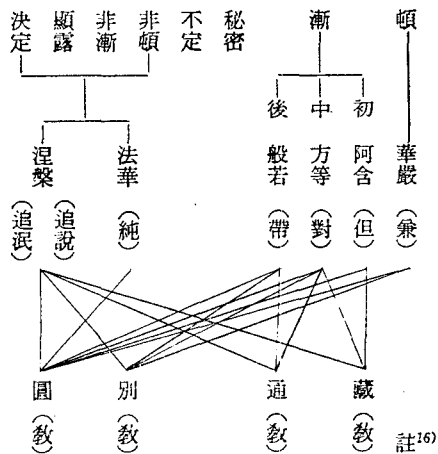 頓
漸
秘密
不定
非頓
非漸
顯露
決定
初
中
後
華嚴（兼）
阿含（但）
方等（對）
般若（帶）
法華（純）
涅槃（追說）（追泯）
藏（教）
通（教）
別（教）
圓（教）
註16)